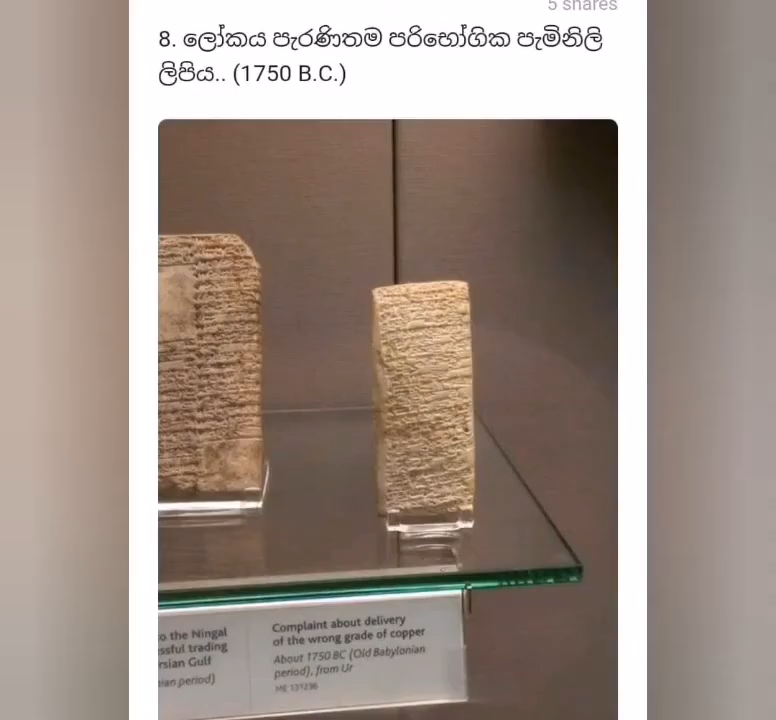 5 shares
8. ලෝකය පැරණිතම පරිභෝගික පැමිනිලි
ලිපිය.. (1750 B.C.)
o the Ningal
ssful trading
rsian Gulf
ian period)
Complaint about delivery
of the wrong grade of copper
About 1750 BC (Old Babylonian
period), from Ur
ME 131236